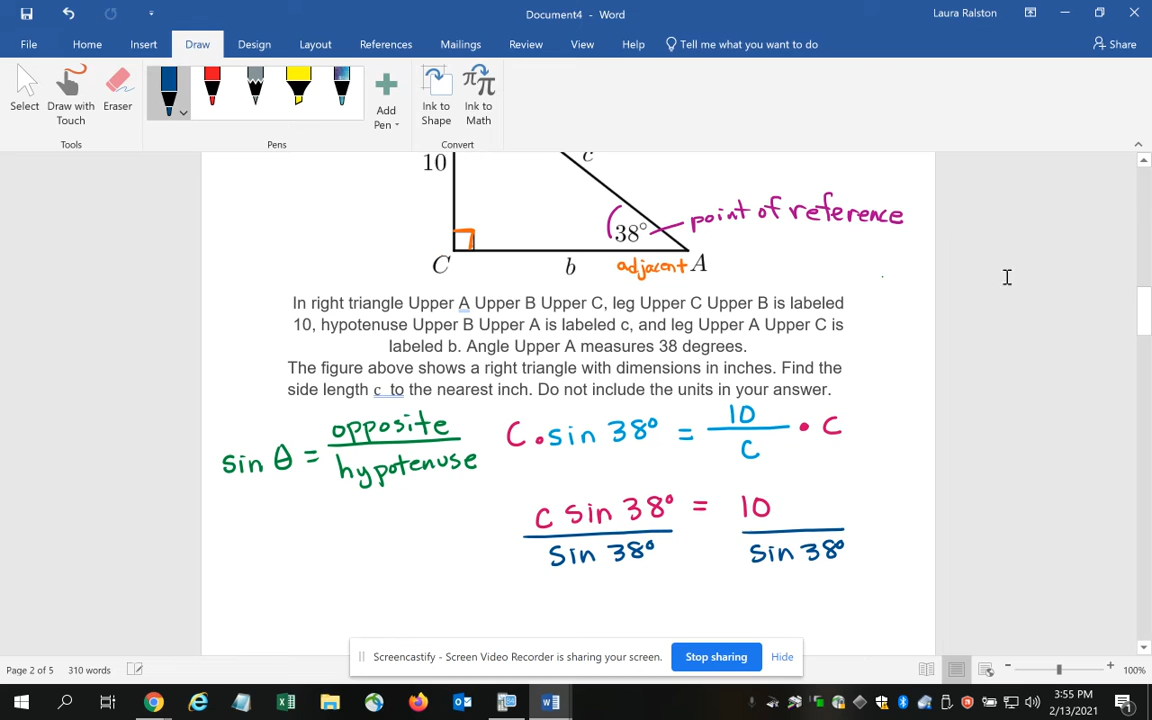 Document4 - Word
Laura Ralston
File Home Insert Draw Design Layout References Mailings Review View Help Tell me what you want to do Share
Select
Draw with Touch
Eraser
Add Pen
Ink to Shape
Ink to Math
Tools
Pens
Convert
10
c
point of reference
38°
C
b
adjacent
A
In right triangle Upper A Upper B Upper C, leg Upper C Upper B is labeled
10, hypotenuse Upper B Upper A is labeled c, and leg Upper A Upper C is
labeled b. Angle Upper A measures 38 degrees.
The figure above shows a right triangle with dimensions in inches. Find the
side length c to the nearest inch. Do not include the units in your answer.
sin θ = opposite / hypotenuse
C · sin 38° = 10 / C · C
c sin 38° = 10
sin 38° sin 38°
Screencastify - Screen Video Recorder is sharing your screen. Stop sharing Hide
Page 2 of 5 310 words 100%
3:55 PM
2/13/2021